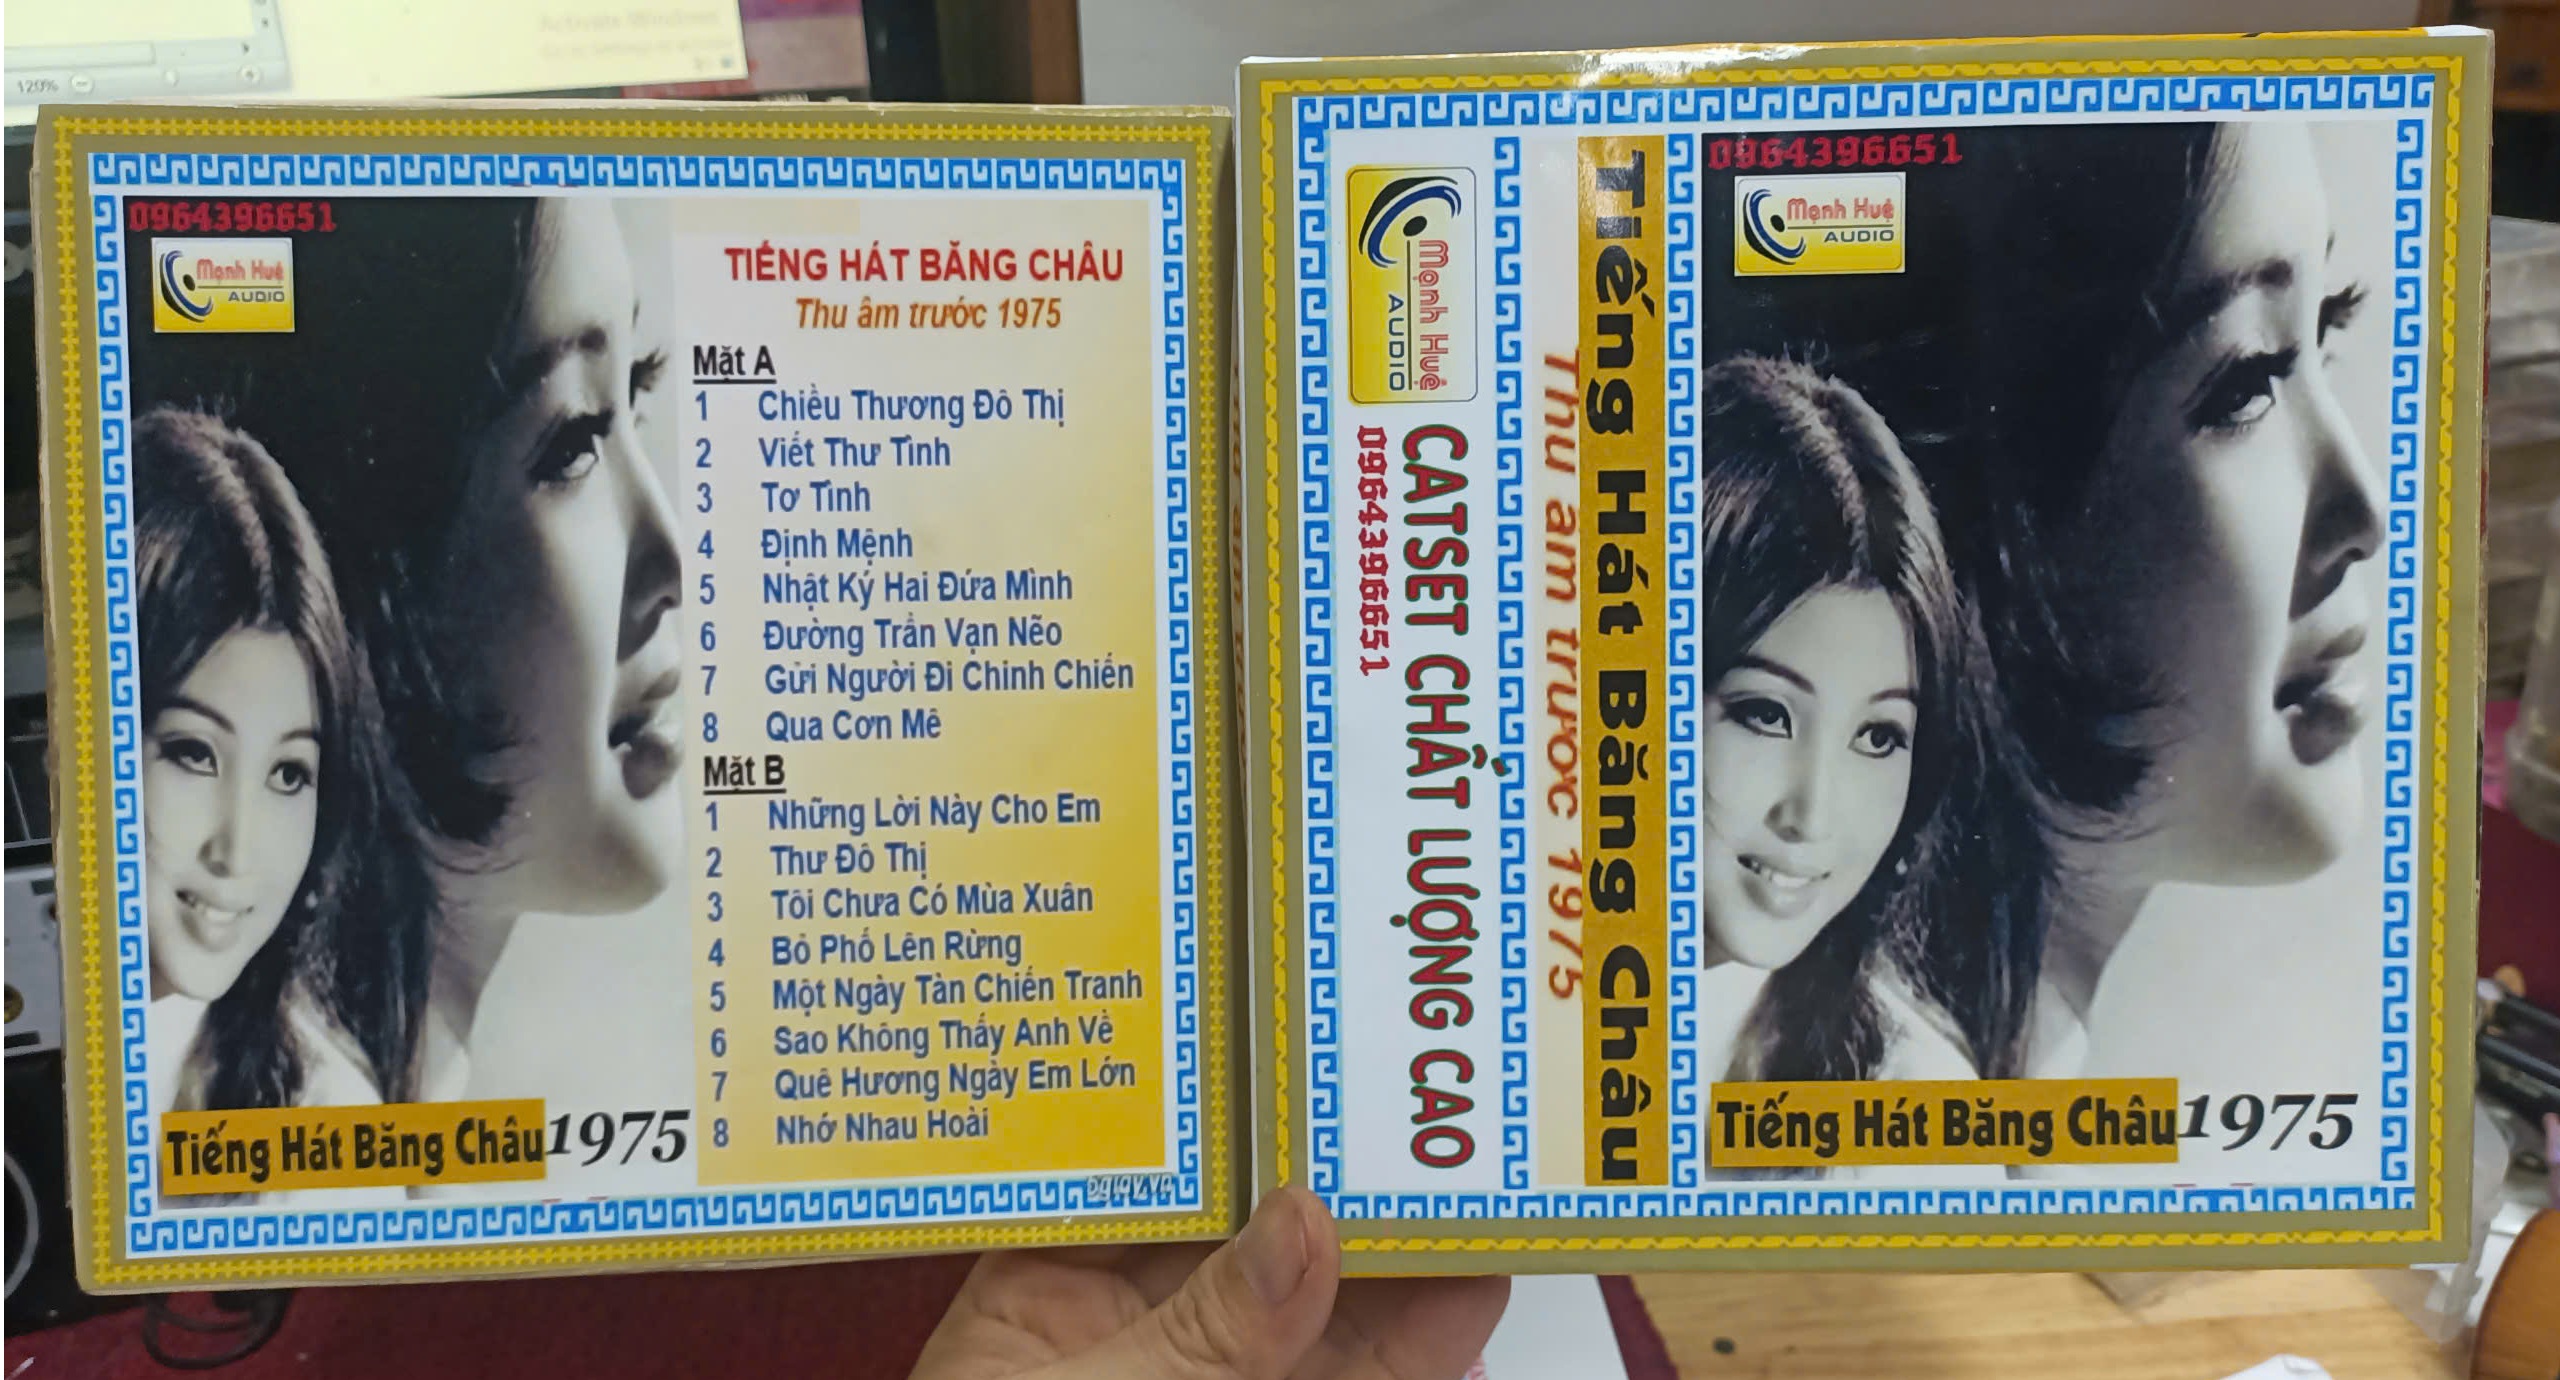 120%
Activate Windows
0964396651
Mạnh Huệ
AUDIO
TIẾNG HÁT BĂNG CHÂU
Thu âm trước 1975
Mặt A
1 Chiều Thương Đô Thị
2 Viết Thư Tình
3 Tơ Tình
4 Định Mệnh
5 Nhật Ký Hai Đứa Mình
6 Đường Trần Vạn Nẽo
7 Gửi Người Đi Chinh Chiến
8 Qua Cơn Mê
Mặt B
1 Những Lời Này Cho Em
2 Thư Đô Thị
3 Tôi Chưa Có Mùa Xuân
4 Bỏ Phố Lên Rừng
5 Một Ngày Tàn Chiến Tranh
6 Sao Không Thấy Anh Về
7 Quê Hương Ngày Em Lớn
8 Nhớ Nhau Hoài
Tiếng Hát Băng Châu 1975
5giay.vn
Mạnh Huệ
AUDIO
CATSET CHẤT LƯỢNG CAO
0964396651
Tiếng Hát Băng Châu
Thu âm trước 1975
0964396651
Mạnh Huệ
AUDIO
Tiếng Hát Băng Châu 1975